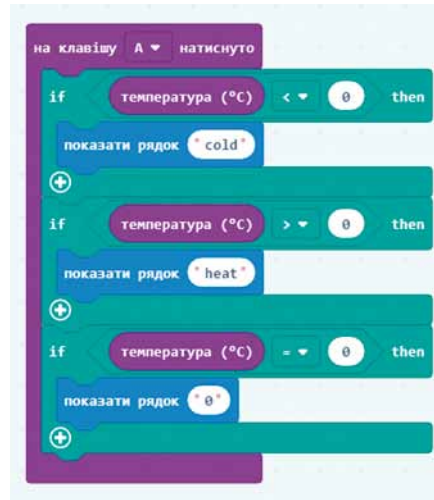 на клавішу A натиснуто
if температура (°C) < 0 then
показати рядок "cold"
if температура (°C) > 0 then
показати рядок "heat"
if температура (°C) = 0 then
показати рядок "0"